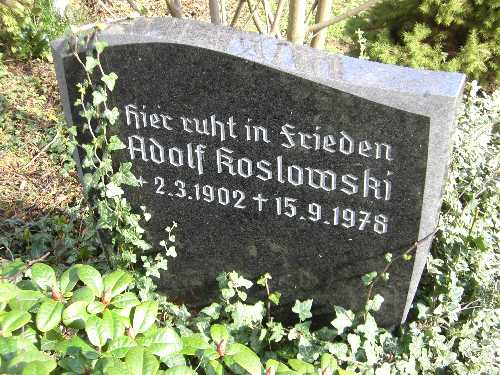 Hier ruht in Frieden
Adolf Koslowski
* 2.3.1902 † 15.9.1978